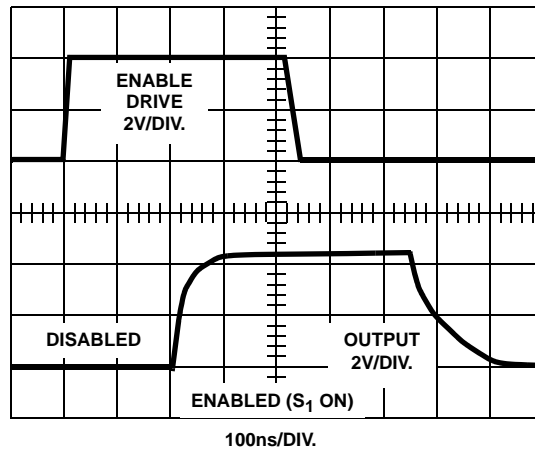 ENABLE
DRIVE
2V/DIV.
DISABLED
OUTPUT
2V/DIV.
ENABLED (S₁ ON)
100ns/DIV.